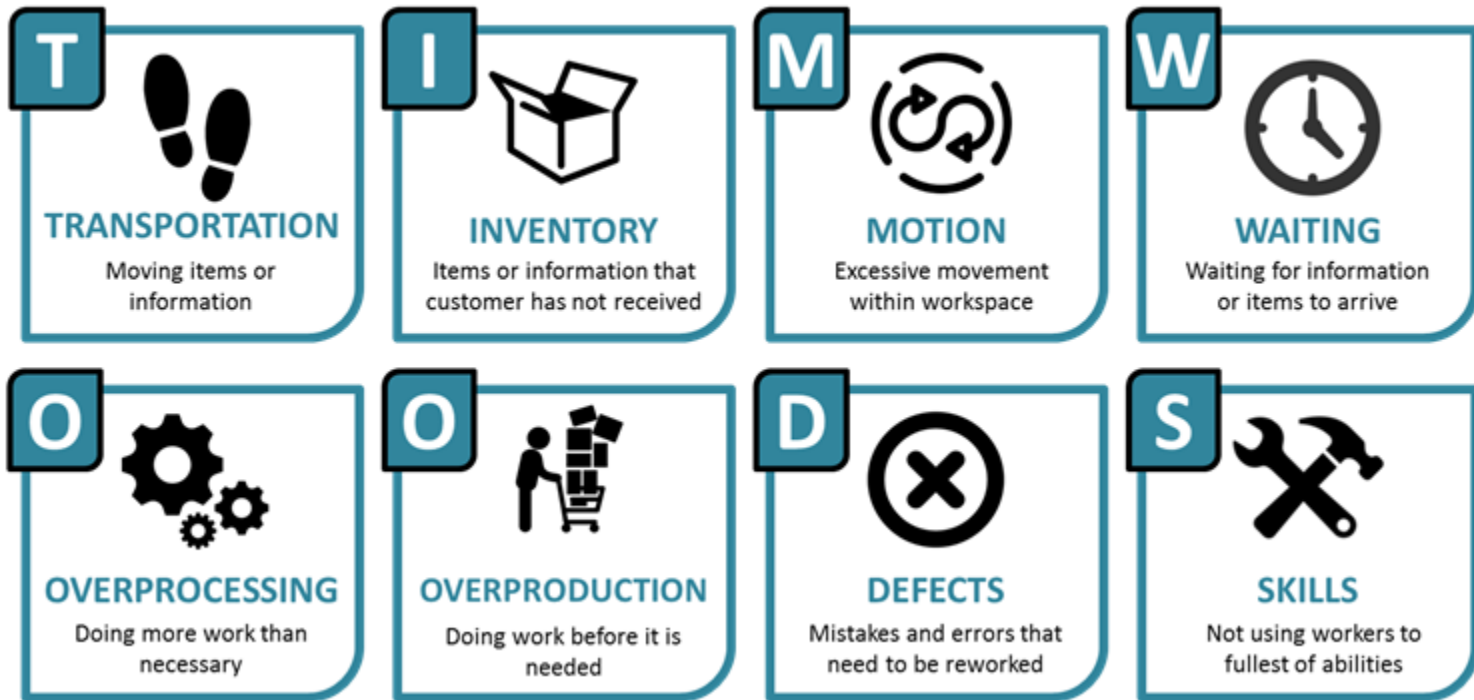 T
TRANSPORTATION
Moving items or
information
I
INVENTORY
Items or information that
customer has not received
M
MOTION
Excessive movement
within workspace
W
WAITING
Waiting for information
or items to arrive
O
OVERPROCESSING
Doing more work than
necessary
O
OVERPRODUCTION
Doing work before it is
needed
D
DEFECTS
Mistakes and errors that
need to be reworked
S
SKILLS
Not using workers to
fullest of abilities